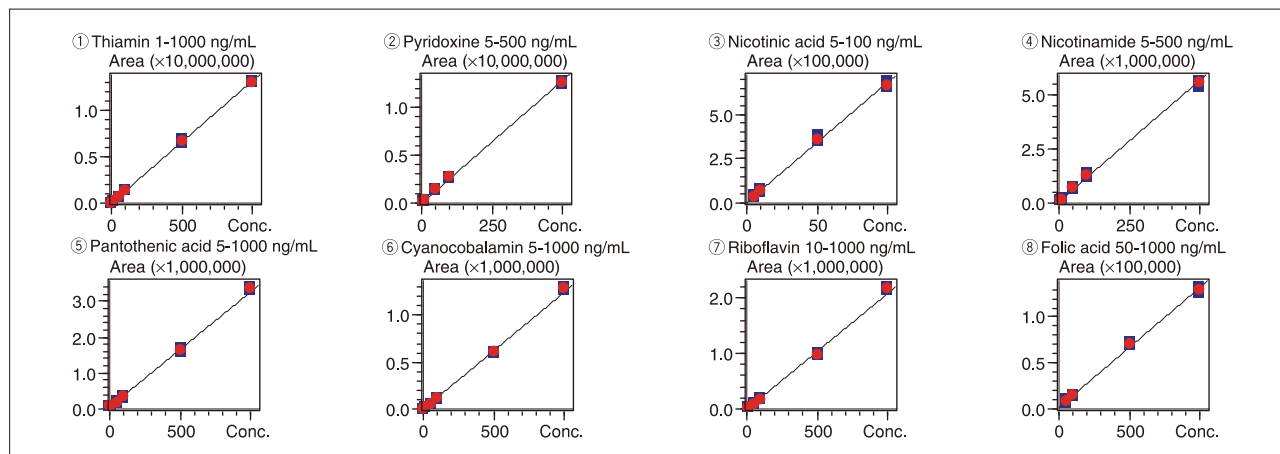 ① Thiamin 1-1000 ng/mL
Area (×10,000,000)
1.0
0.5
0.0
0 500 Conc.
② Pyridoxine 5-500 ng/mL
Area (×10,000,000)
1.0
0.5
0.0
0 250 Conc.
③ Nicotinic acid 5-100 ng/mL
Area (×100,000)
5.0
2.5
0.0
0 50 Conc.
④ Nicotinamide 5-500 ng/mL
Area (×1,000,000)
5.0
2.5
0.0
0 250 Conc.
⑤ Pantothenic acid 5-1000 ng/mL
Area (×1,000,000)
3.0
2.0
1.0
0.0
0 500 Conc.
⑥ Cyanocobalamin 5-1000 ng/mL
Area (×1,000,000)
1.0
0.5
0.0
0 500 Conc.
⑦ Riboflavin 10-1000 ng/mL
Area (×1,000,000)
2.0
1.0
0.0
0 500 Conc.
⑧ Folic acid 50-1000 ng/mL
Area (×100,000)
1.0
0.5
0.0
0 500 Conc.